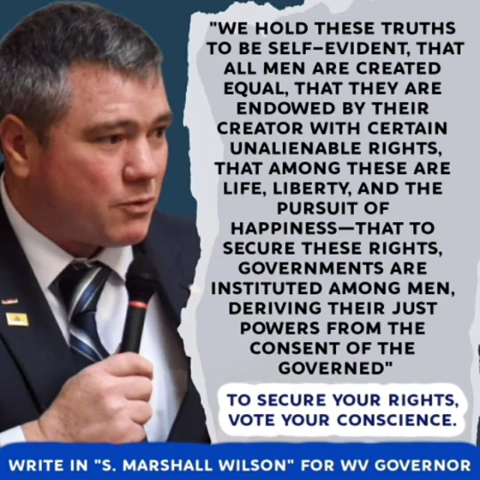 "WE HOLD THESE TRUTHS
TO BE SELF-EVIDENT, THAT
ALL MEN ARE CREATED
EQUAL, THAT THEY ARE
ENDOWED BY THEIR
CREATOR WITH CERTAIN
UNALIENABLE RIGHTS,
THAT AMONG THESE ARE
LIFE, LIBERTY, AND THE
PURSUIT OF
HAPPINESS—THAT TO
SECURE THESE RIGHTS,
GOVERNMENTS ARE
INSTITUTED AMONG MEN,
DERIVING THEIR JUST
POWERS FROM THE
CONSENT OF THE
GOVERNED"
TO SECURE YOUR RIGHTS,
VOTE YOUR CONSCIENCE.
WRITE IN "S. MARSHALL WILSON" FOR WV GOVERNOR